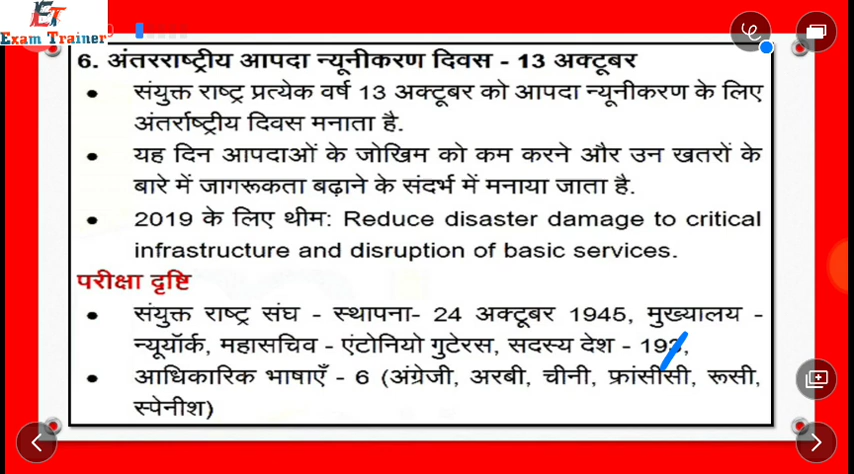 ET
Exam Trainer
6. अंतरराष्ट्रीय आपदा न्यूनीकरण दिवस - 13 अक्टूबर
• संयुक्त राष्ट्र प्रत्येक वर्ष 13 अक्टूबर को आपदा न्यूनीकरण के लिए
अंतर्राष्ट्रीय दिवस मनाता है.
• यह दिन आपदाओं के जोखिम को कम करने और उन खतरों के
बारे में जागरूकता बढ़ाने के संदर्भ में मनाया जाता है.
• 2019 के लिए थीम: Reduce disaster damage to critical
infrastructure and disruption of basic services.
परीक्षा दृष्टि
• संयुक्त राष्ट्र संघ - स्थापना- 24 अक्टूबर 1945, मुख्यालय -
न्यूयॉर्क, महासचिव - एंटोनियो गुटेरस, सदस्य देश - 193,
• आधिकारिक भाषाएँ - 6 (अंग्रेजी, अरबी, चीनी, फ्रांसीसी, रूसी,
स्पेनीश)